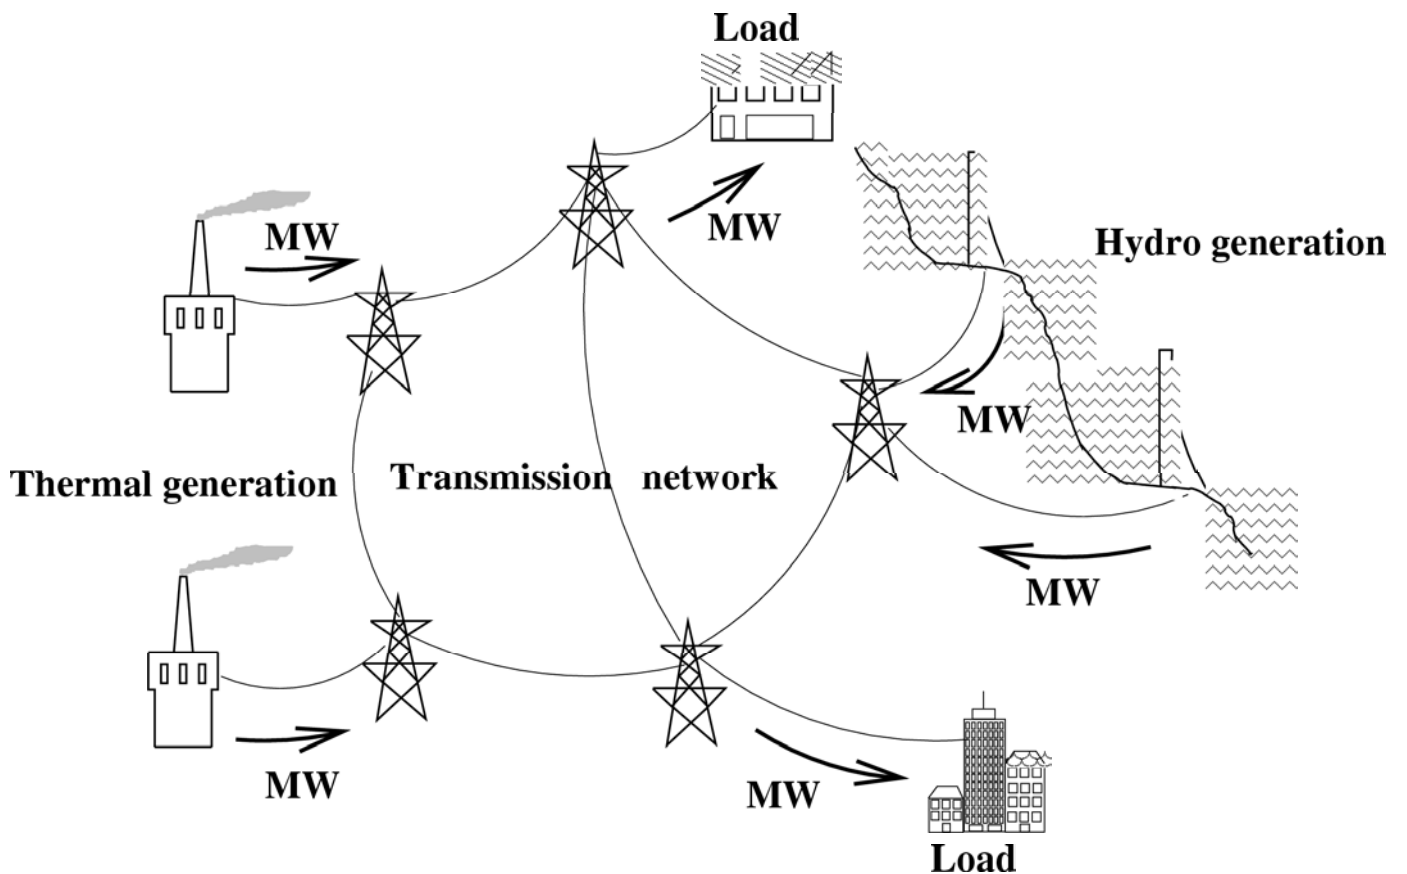 Load
MW
MW
Hydro generation
MW
Thermal generation
Transmission network
MW
MW
MW
Load